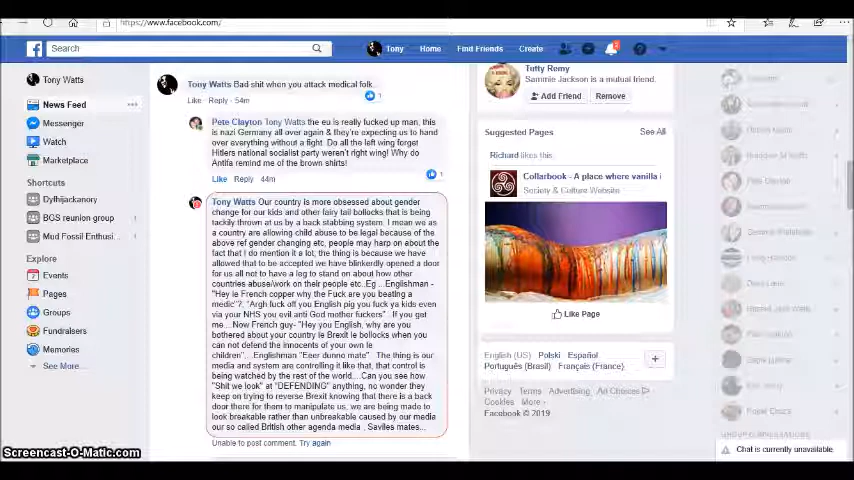 https://www.facebook.com/
Search
Tony
Home
Find Friends
Create
Tony Watts
News Feed
Messenger
Watch
Marketplace
Shortcuts
Dylhijackanory
BGS reunion group 1
Mud Fossil Enthusi... 1
Explore
Events
Pages
Groups
Fundraisers
Memories
See More...
Tony Watts Bad shit when you attack medical folk..
Like · Reply · 54m
1
Pete Clayton Tony Watts the eu is really fucked up man, this
is nazi Germany all over again & they're expecting us to hand
over everything without a fight. Do all the left wing forget
Hitlers national socialist party weren't right wing! Why do
Antifa remind me of the brown shirts!
1
Like · Reply · 44m
Tony Watts Our country is more obsessed about gender
change for our kids and other fairy tail bollocks that is being
tackily thrown at us by a back stabbing system. I mean we as
a country are allowing child abuse to be legal because of the
above ref gender changing etc, people may harp on about the
fact that I do mention it a lot, the thing is because we have
allowed that to be accepted we have blinkerdly opened a door
for us all not to have a leg to stand on about how other
countries abuse/work on their people etc..Eg ..Englishman -
"Hey le French copper why the Fuck are you beating a
medic"?, "Argh fuck off you English pig you fuck ya kids even
via your NHS you evil anti God mother fuckers" ..If you get
me...Now French guy- "Hey you English, why are you
bothered about your country le Brexit le bollocks when you
can not defend the innocents of your own le
children"...Englishman "Eeer dunno mate" The thing is our
media and system are controlling it like that, that control is
being watched by the rest of the world....Can you see how
"Shit we look" at "DEFENDING" anything, no wonder they
keep on trying to reverse Brexit knowing that there is a back
door there for them to manipulate us, we are being made to
look breakable rather than unbreakable caused by our media
our so called British other agenda media , Saviles mates...
Unable to post comment. Try again
Tutty Remy
Sammie Jackson is a mutual friend.
Add Friend
Remove
Suggested Pages
See All
Richard likes this.
Collarbook - A place where vanilla i
Society & Culture Website
Like Page
English (US) · Polski · Español ·
Português (Brasil) · Français (France)
Privacy · Terms · Advertising · Ad Choices
Cookies · More
Facebook © 2019
Pete Clayton
GROUP CONVERSATIONS
Chat is currently unavailable
Screencast-O-Matic.com